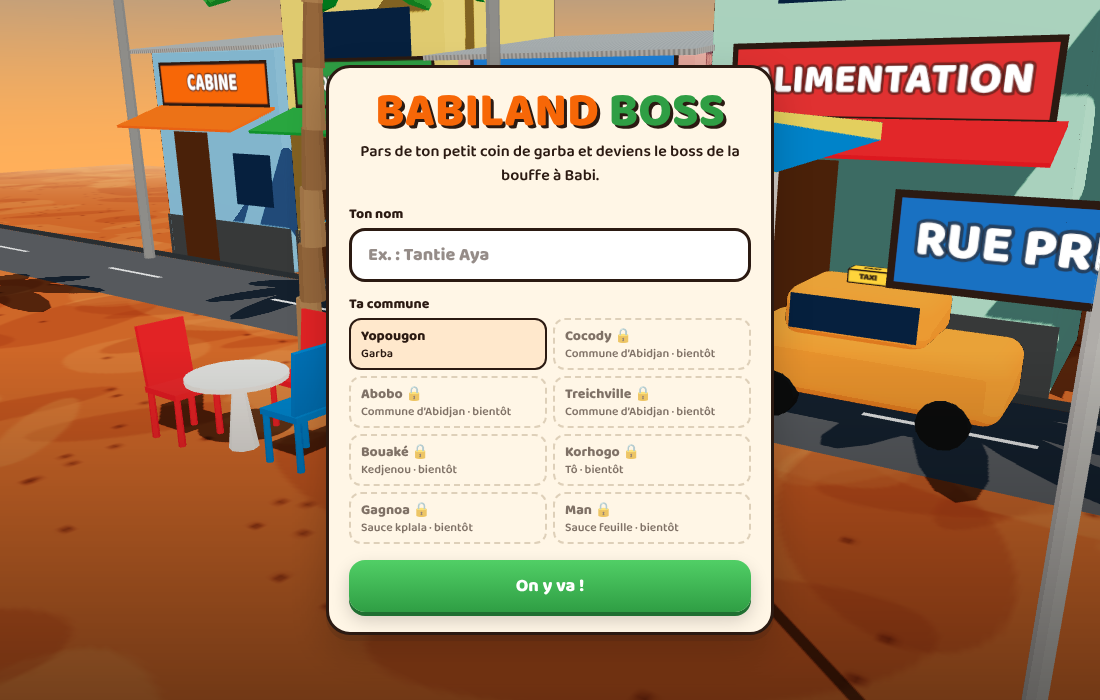 CABINE
ALIMENTATION
BABILAND BOSS
Pars de ton petit coin de garba et deviens le boss de la
bouffe à Babi.
RUE
TAXI
Ton nom
Ex. : Tantie Aya
Ta commune
Yopougon
Garba
Cocody 🔒
Commune d'Abidjan · bientôt
Abobo 🔒
Commune d'Abidjan · bientôt
Treichville 🔒
Commune d'Abidjan · bientôt
Bouaké 🔒
Kedjenou · bientôt
Korhogo 🔒
Tô · bientôt
Gagnoa 🔒
Sauce kplala · bientôt
Man 🔒
Sauce feuille · bientôt
On y va !